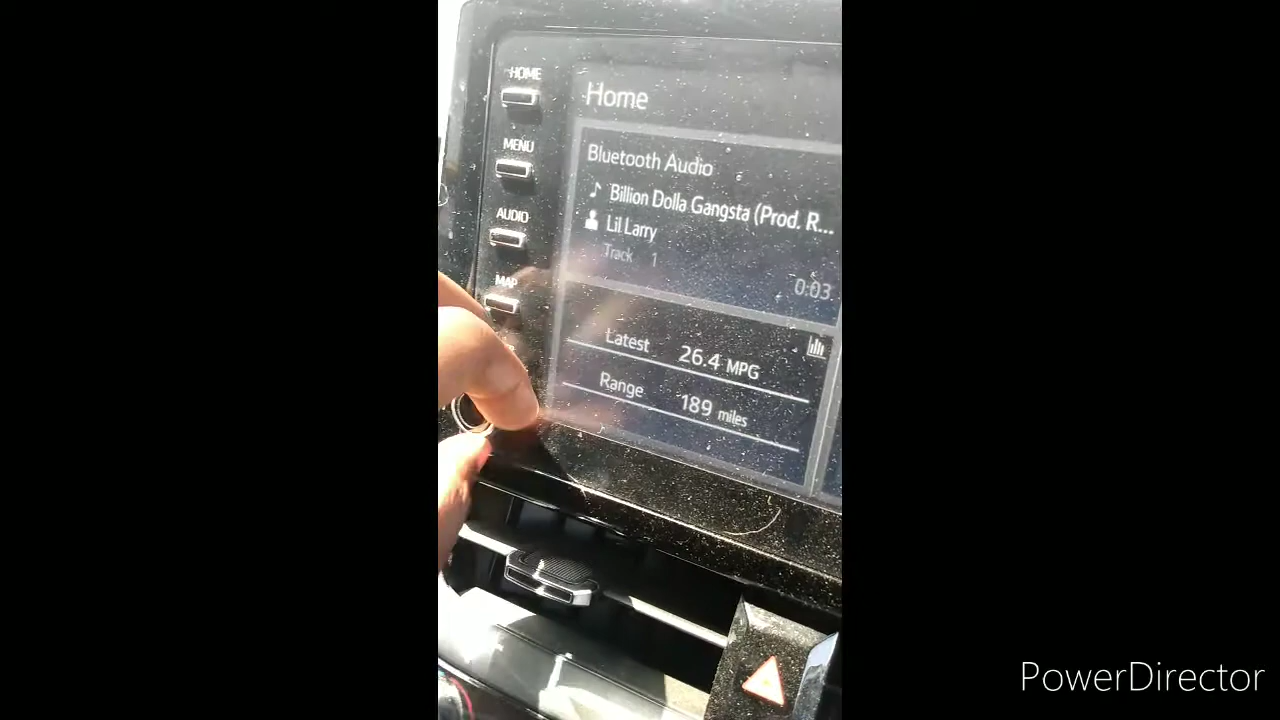 HOME
Home
MENU
Bluetooth Audio
Billion Dolla Gangsta (Prod. R...
AUDIO
Lil Larry
Track 1
MAP
0:03
Latest 26.4 MPG
Range 189 miles
PowerDirector